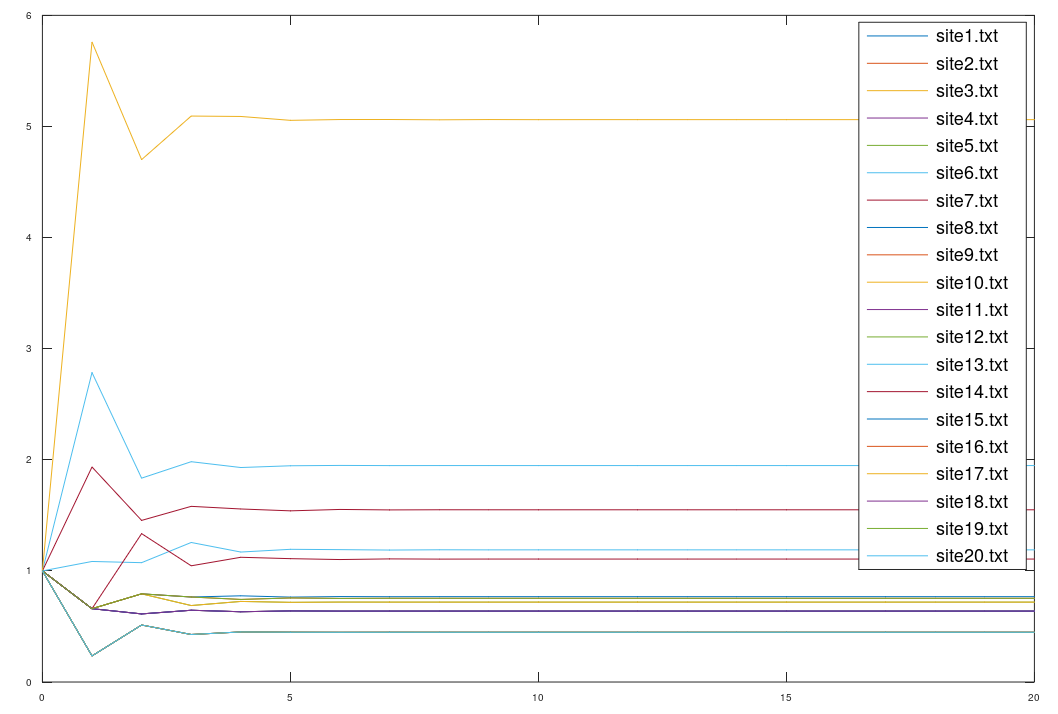 6
5
4
3
2
1
0
0 5 10 15 20
site1.txt
site2.txt
site3.txt
site4.txt
site5.txt
site6.txt
site7.txt
site8.txt
site9.txt
site10.txt
site11.txt
site12.txt
site13.txt
site14.txt
site15.txt
site16.txt
site17.txt
site18.txt
site19.txt
site20.txt